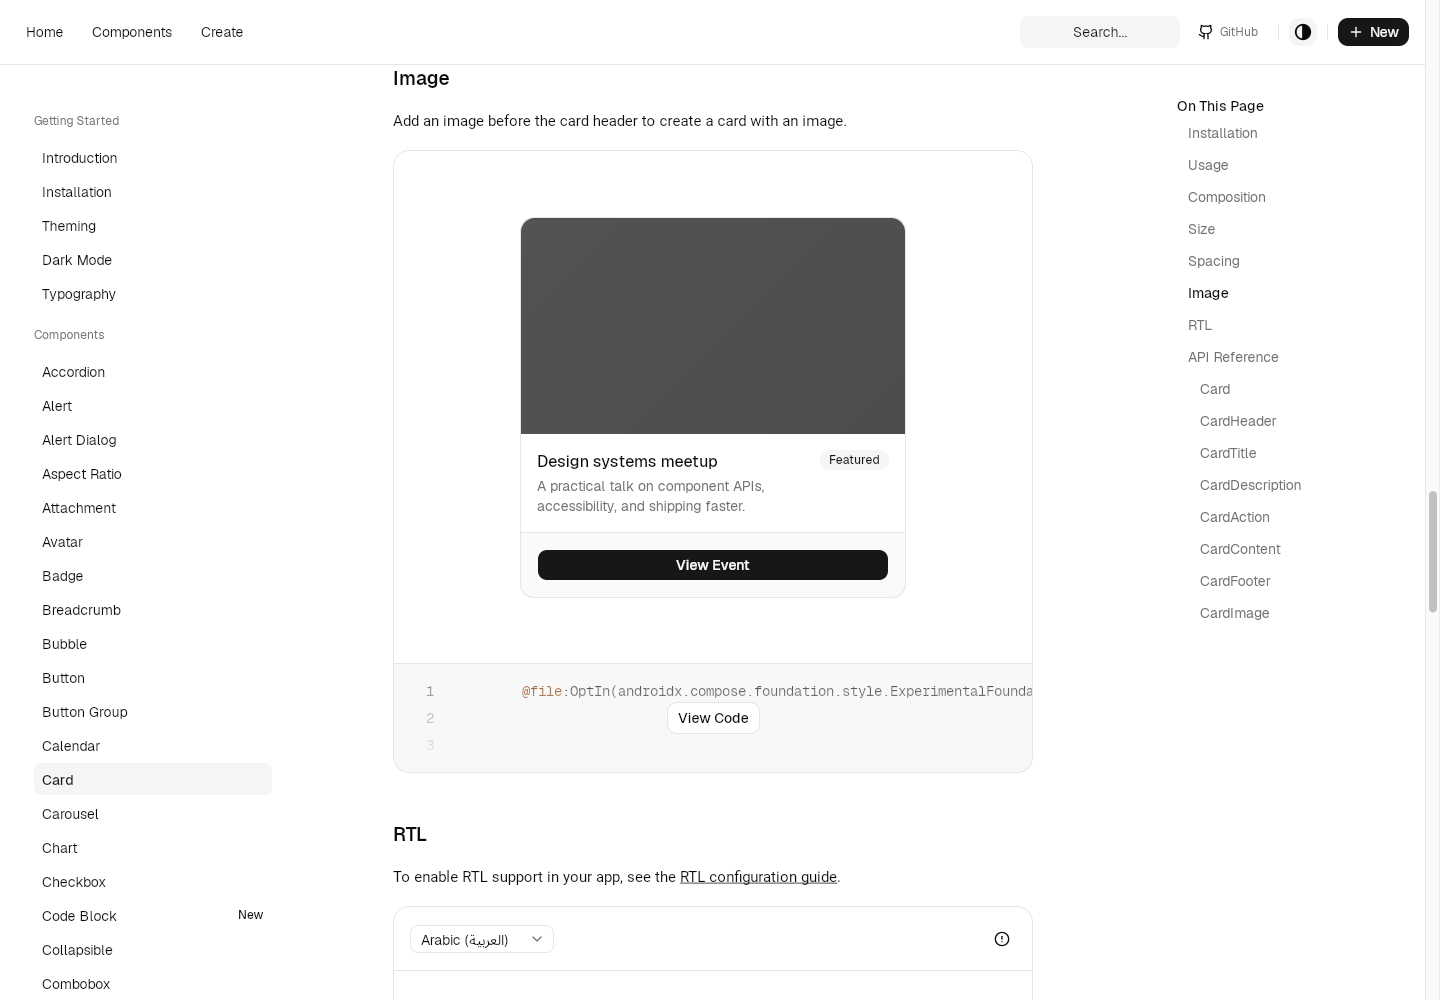 Home
Components
Create
Search...
GitHub
New
Getting Started
Introduction
Installation
Theming
Dark Mode
Typography
Components
Accordion
Alert
Alert Dialog
Aspect Ratio
Attachment
Avatar
Badge
Breadcrumb
Bubble
Button
Button Group
Calendar
Card
Carousel
Chart
Checkbox
Code Block New
Collapsible
Combobox
Image
Add an image before the card header to create a card with an image.
Design systems meetup
Featured
A practical talk on component APIs,
accessibility, and shipping faster.
View Event
1 @file:OptIn(androidx.compose.foundation.style.ExperimentalFounda
2
View Code
3
RTL
To enable RTL support in your app, see the RTL configuration guide.
Arabic (العربية)
On This Page
Installation
Usage
Composition
Size
Spacing
Image
RTL
API Reference
Card
CardHeader
CardTitle
CardDescription
CardAction
CardContent
CardFooter
CardImage